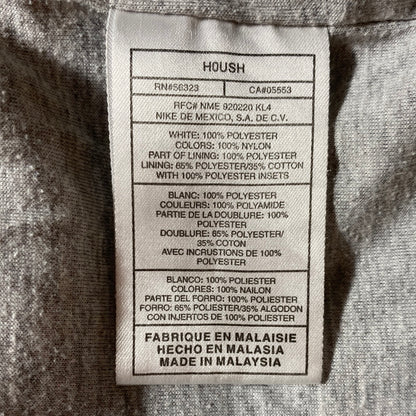 H0USH
RN#56323 CA#05553
RFC# NME 920220 KL4
NIKE DE MEXICO, S.A. DE C.V.
WHITE: 100% POLYESTER
COLORS: 100% NYLON
PART OF LINING: 100% POLYESTER
LINING: 65% POLYESTER/35% COTTON
WITH 100% POLYESTER INSETS
BLANC: 100% POLYESTER
COULEURS: 100% POLYAMIDE
PARTIE DE LA DOUBLURE: 100% POLYESTER
DOUBLURE: 65% POLYESTER/
35% COTON
AVEC INCRUSTIONS DE 100% POLYESTER
BLANCO: 100% POLIESTER
COLORES: 100% NAILON
PARTE DEL FORRO: 100% POLIESTER
FORRO: 65% POLIESTER/35% ALGODON
CON INJERTOS DE 100% POLIESTER
FABRIQUE EN MALAISIE
HECHO EN MALASIA
MADE IN MALAYSIA